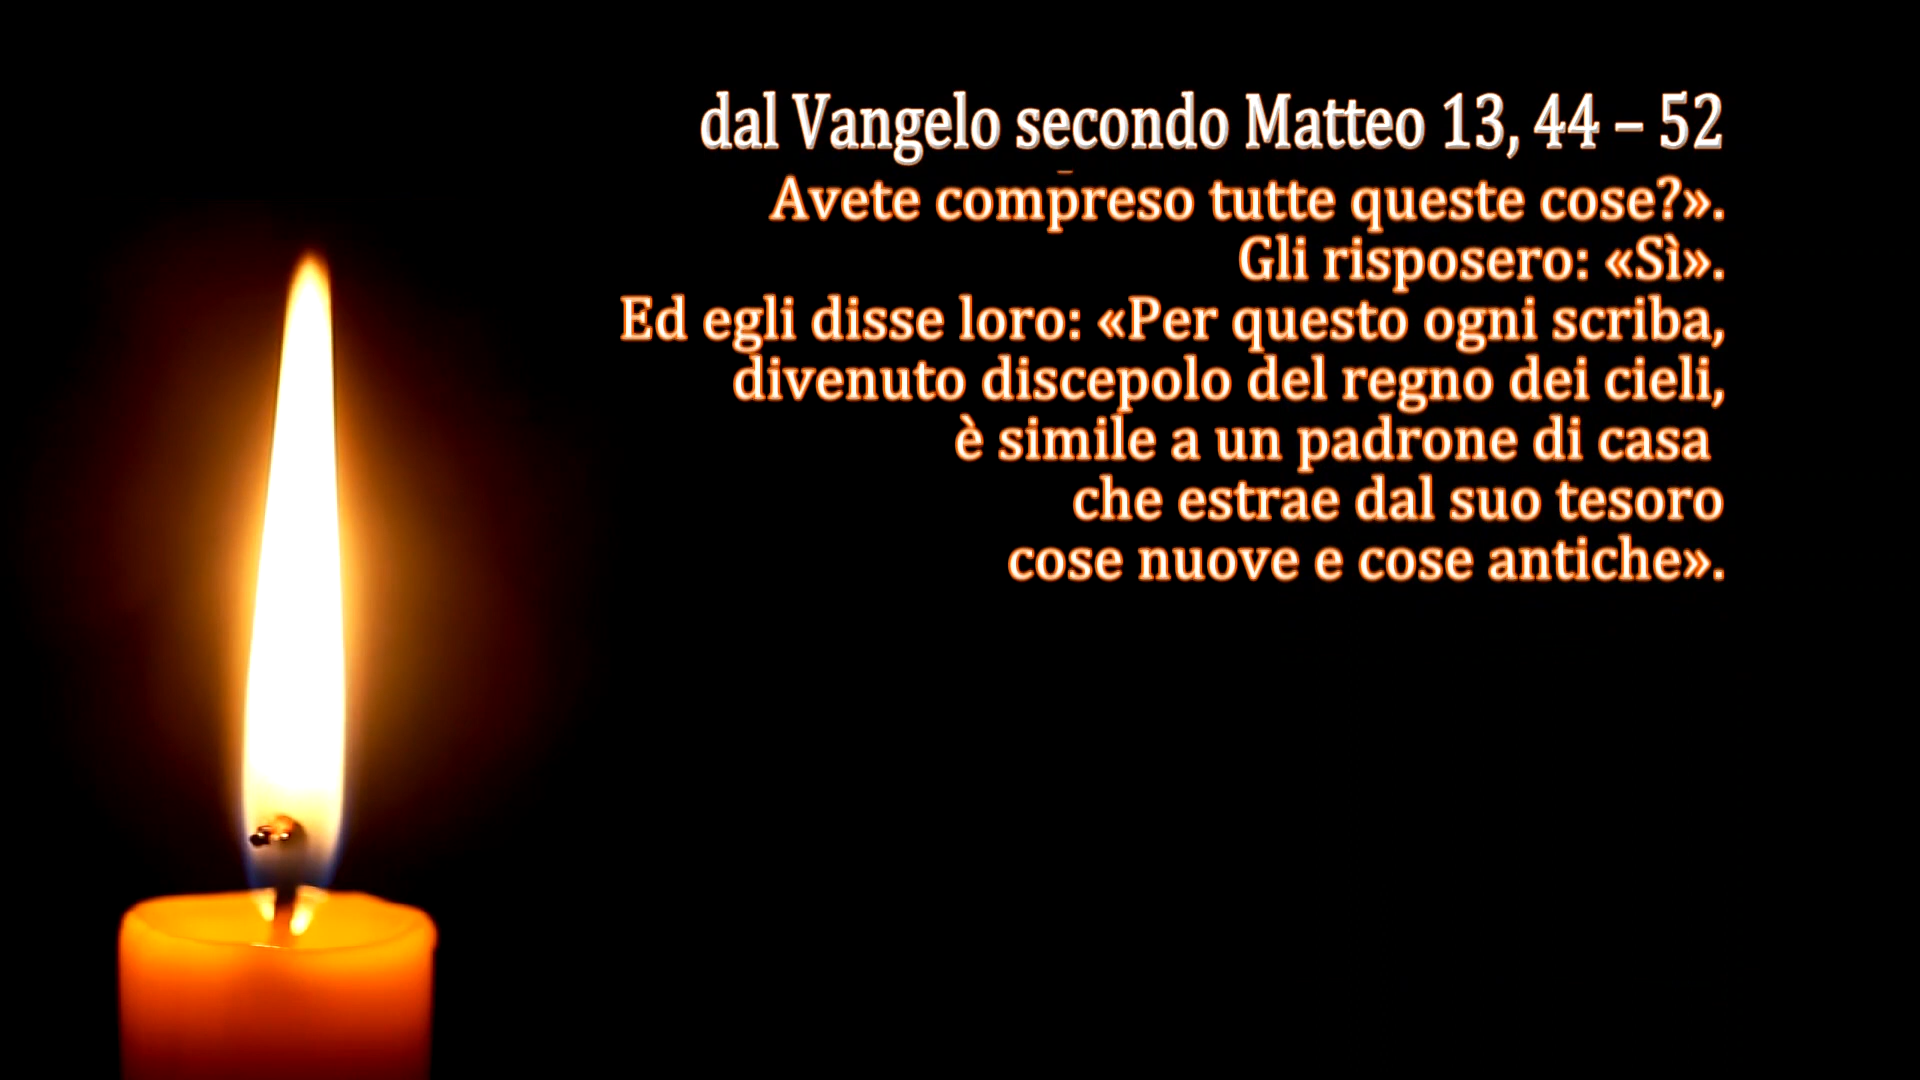 dal Vangelo secondo Matteo 13, 44 – 52
Avete compreso tutte queste cose?».
Gli risposero: «Sì».
Ed egli disse loro: «Per questo ogni scriba,
divenuto discepolo del regno dei cieli,
è simile a un padrone di casa
che estrae dal suo tesoro
cose nuove e cose antiche».